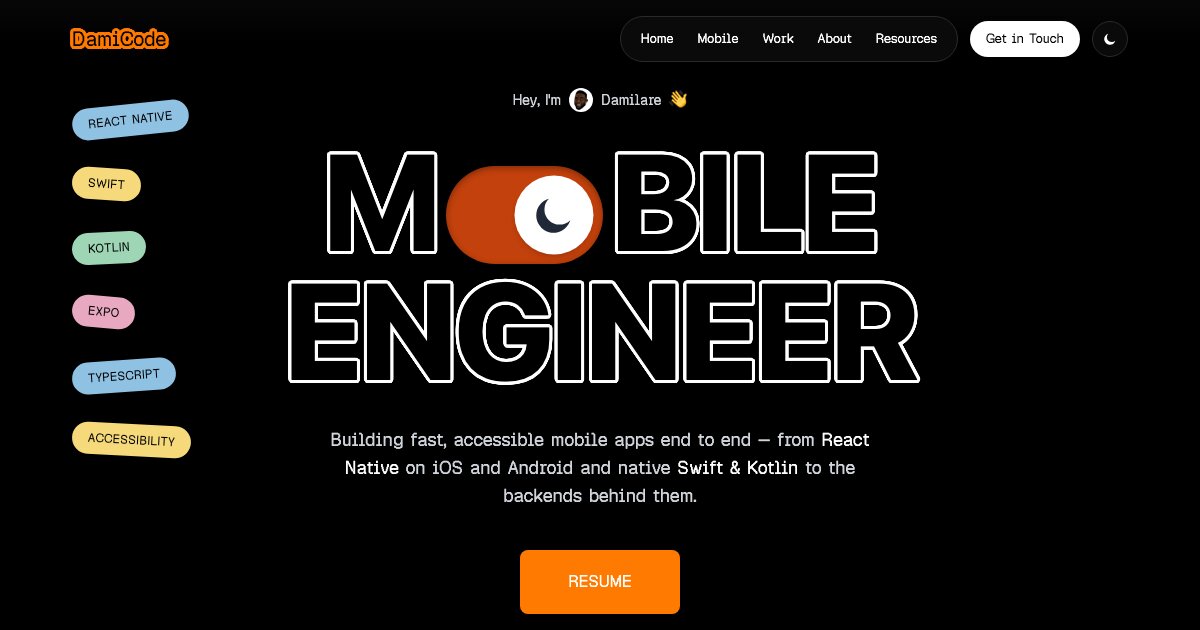 DamiCode
Home Mobile Work About Resources Get in Touch
Hey, I'm Damilare 👋
REACT NATIVE
SWIFT
KOTLIN
EXPO
TYPESCRIPT
ACCESSIBILITY
M BILE
ENGINEER
Building fast, accessible mobile apps end to end — from React
Native on iOS and Android and native Swift & Kotlin to the
backends behind them.
RESUME